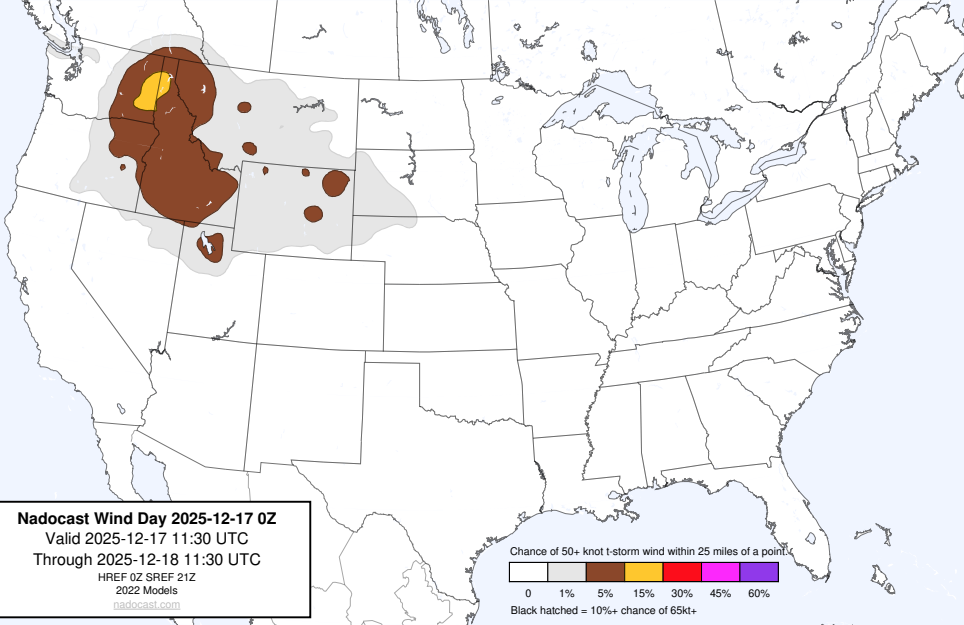 Nadocast Wind Day 2025-12-17 0Z
Valid 2025-12-17 11:30 UTC
Through 2025-12-18 11:30 UTC
HREF 0Z SREF 21Z
2022 Models
nadocast.com
Chance of 50+ knot t-storm wind within 25 miles of a point.
0 1% 5% 15% 30% 45% 60%
Black hatched = 10%+ chance of 65kt+